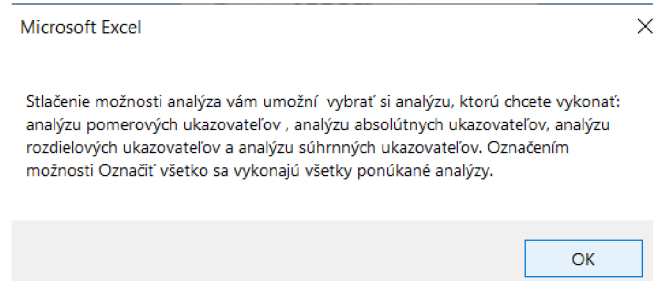 Microsoft Excel
Stlačenie možnosti analýza vám umožní  vybrať si analýzu, ktorú chcete vykonať:
analýzu pomerových ukazovateľov , analýzu absolútnych ukazovateľov, analýzu
rozdielových ukazovateľov a analýzu súhrnných ukazovateľov. Označením
možnosti Označiť všetko sa vykonajú všetky ponúkané analýzy.
OK